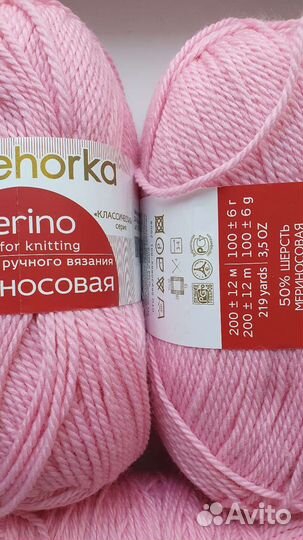 ehorka
«КЛАССИЧЕСКАЯ»
серия
erino
for knitting
ручного вязания
НОСОВАЯ
200 ± 12 м 100 ± 6 г
200 ± 12 m 100 ± 6 g
219 yards 3,5 OZ
50% ШЕРСТЬ
МЕРИНОСОВАЯ
Avito